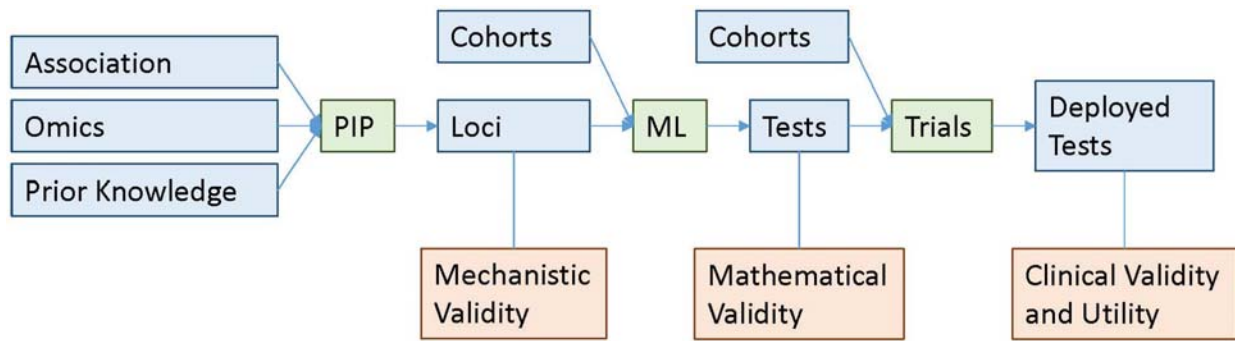 Cohorts
Cohorts
Association
Omics
Prior Knowledge
PIP
Loci
ML
Tests
Trials
Deployed
Tests
Mechanistic
Validity
Mathematical
Validity
Clinical Validity
and Utility